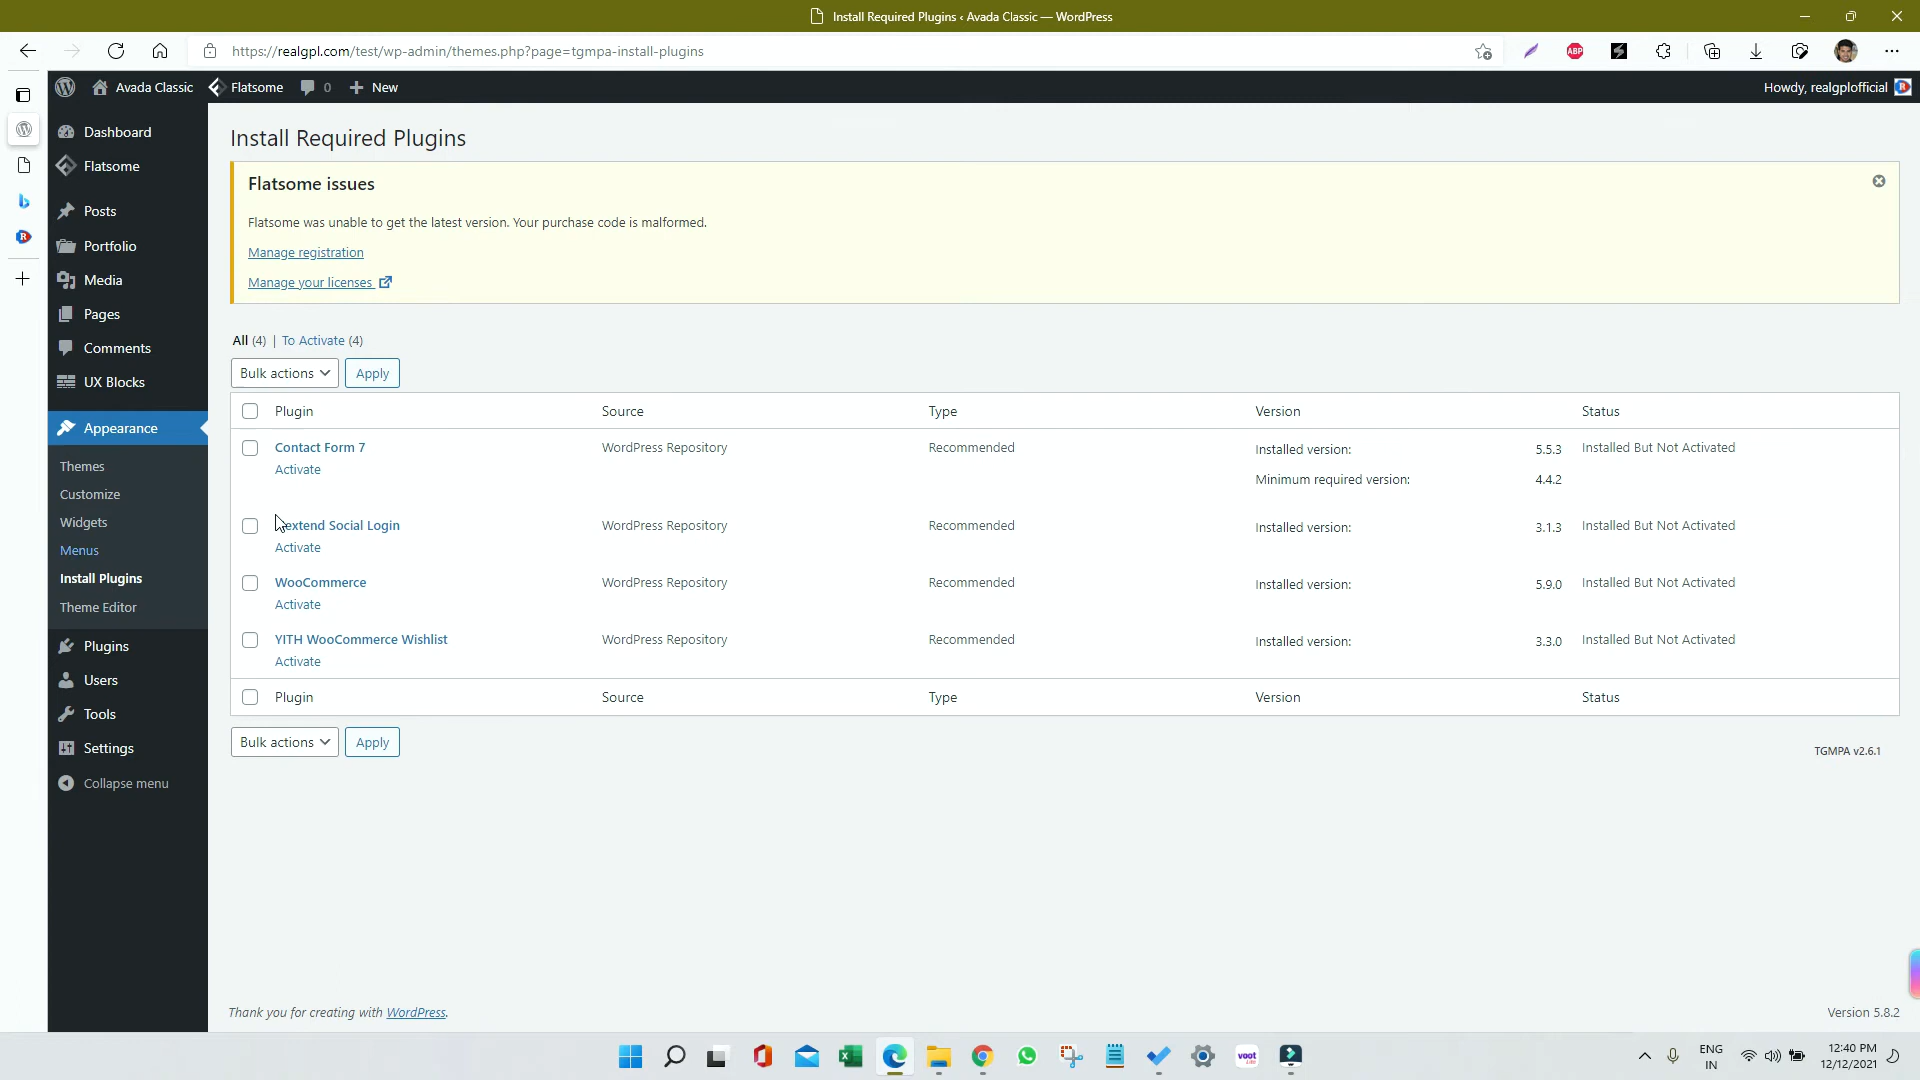 Install Required Plugins ‹ Avada Classic — WordPress
https://realgpl.com/test/wp-admin/themes.php?page=tgmpa-install-plugins
ABP
Avada Classic
Flatsome
0
New
Howdy, realgplofficial
Dashboard
Flatsome
Posts
Portfolio
Media
Pages
Comments
UX Blocks
Appearance
Themes
Customize
Widgets
Menus
Install Plugins
Theme Editor
Plugins
Users
Tools
Settings
Collapse menu
Install Required Plugins
Flatsome issues
Flatsome was unable to get the latest version. Your purchase code is malformed.
Manage registration
Manage your licenses
All (4) | To Activate (4)
Bulk actions Apply
Plugin Source Type Version Status
Contact Form 7 WordPress Repository Recommended Installed version: 5.5.3 Installed But Not Activated
Activate Minimum required version: 4.4.2
Social Login WordPress Repository Recommended Installed version: 3.1.3 Installed But Not Activated
Activate
WooCommerce WordPress Repository Recommended Installed version: 5.9.0 Installed But Not Activated
Activate
YITH WooCommerce Wishlist WordPress Repository Recommended Installed version: 3.3.0 Installed But Not Activated
Activate
Plugin Source Type Version Status
Bulk actions Apply
TGMPA v2.6.1
Thank you for creating with WordPress.
Version 5.8.2
voot
ENG
IN
12:40 PM
12/12/2021